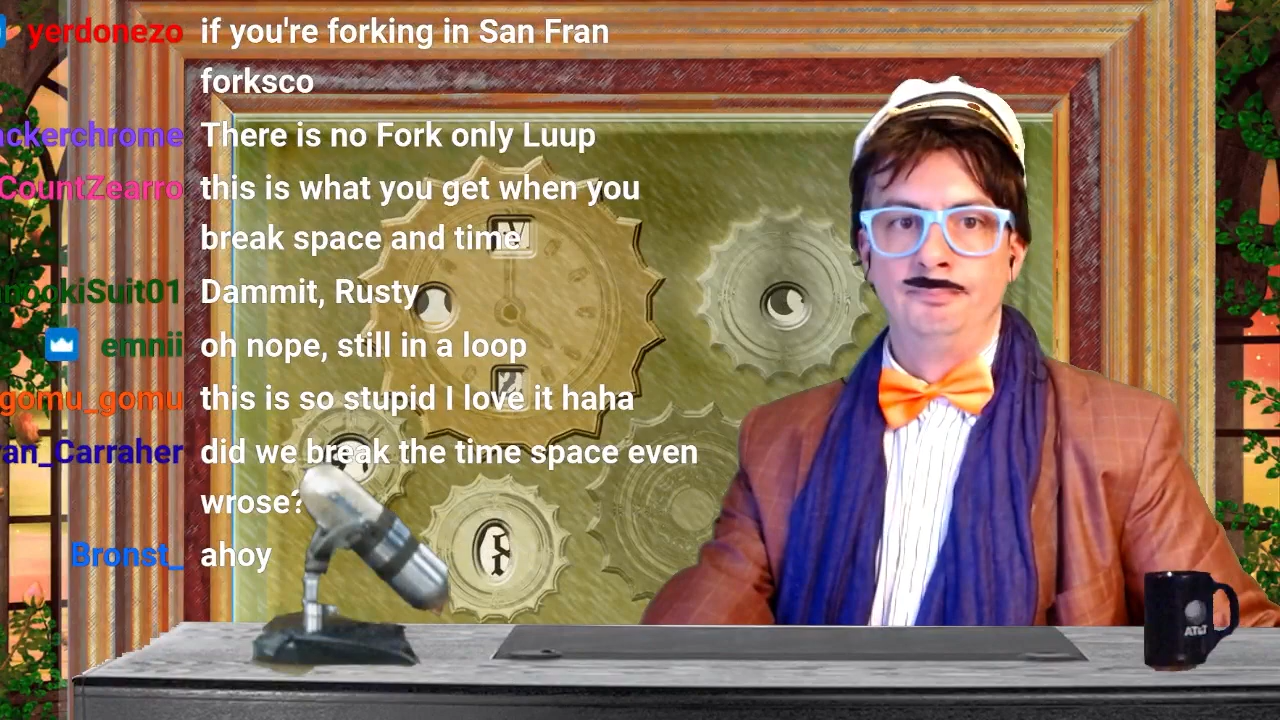 yerdonezo if you're forking in San Fran
forksco
ckerchrome There is no Fork only Luup
CountZearro this is what you get when you
break space and time
nookiSuit01 Dammit, Rusty
emnii oh nope, still in a loop
gomu_gomu this is so stupid I love it haha
an_Carraher did we break the time space even
wrose?
Bronst_ ahoy
AT&T